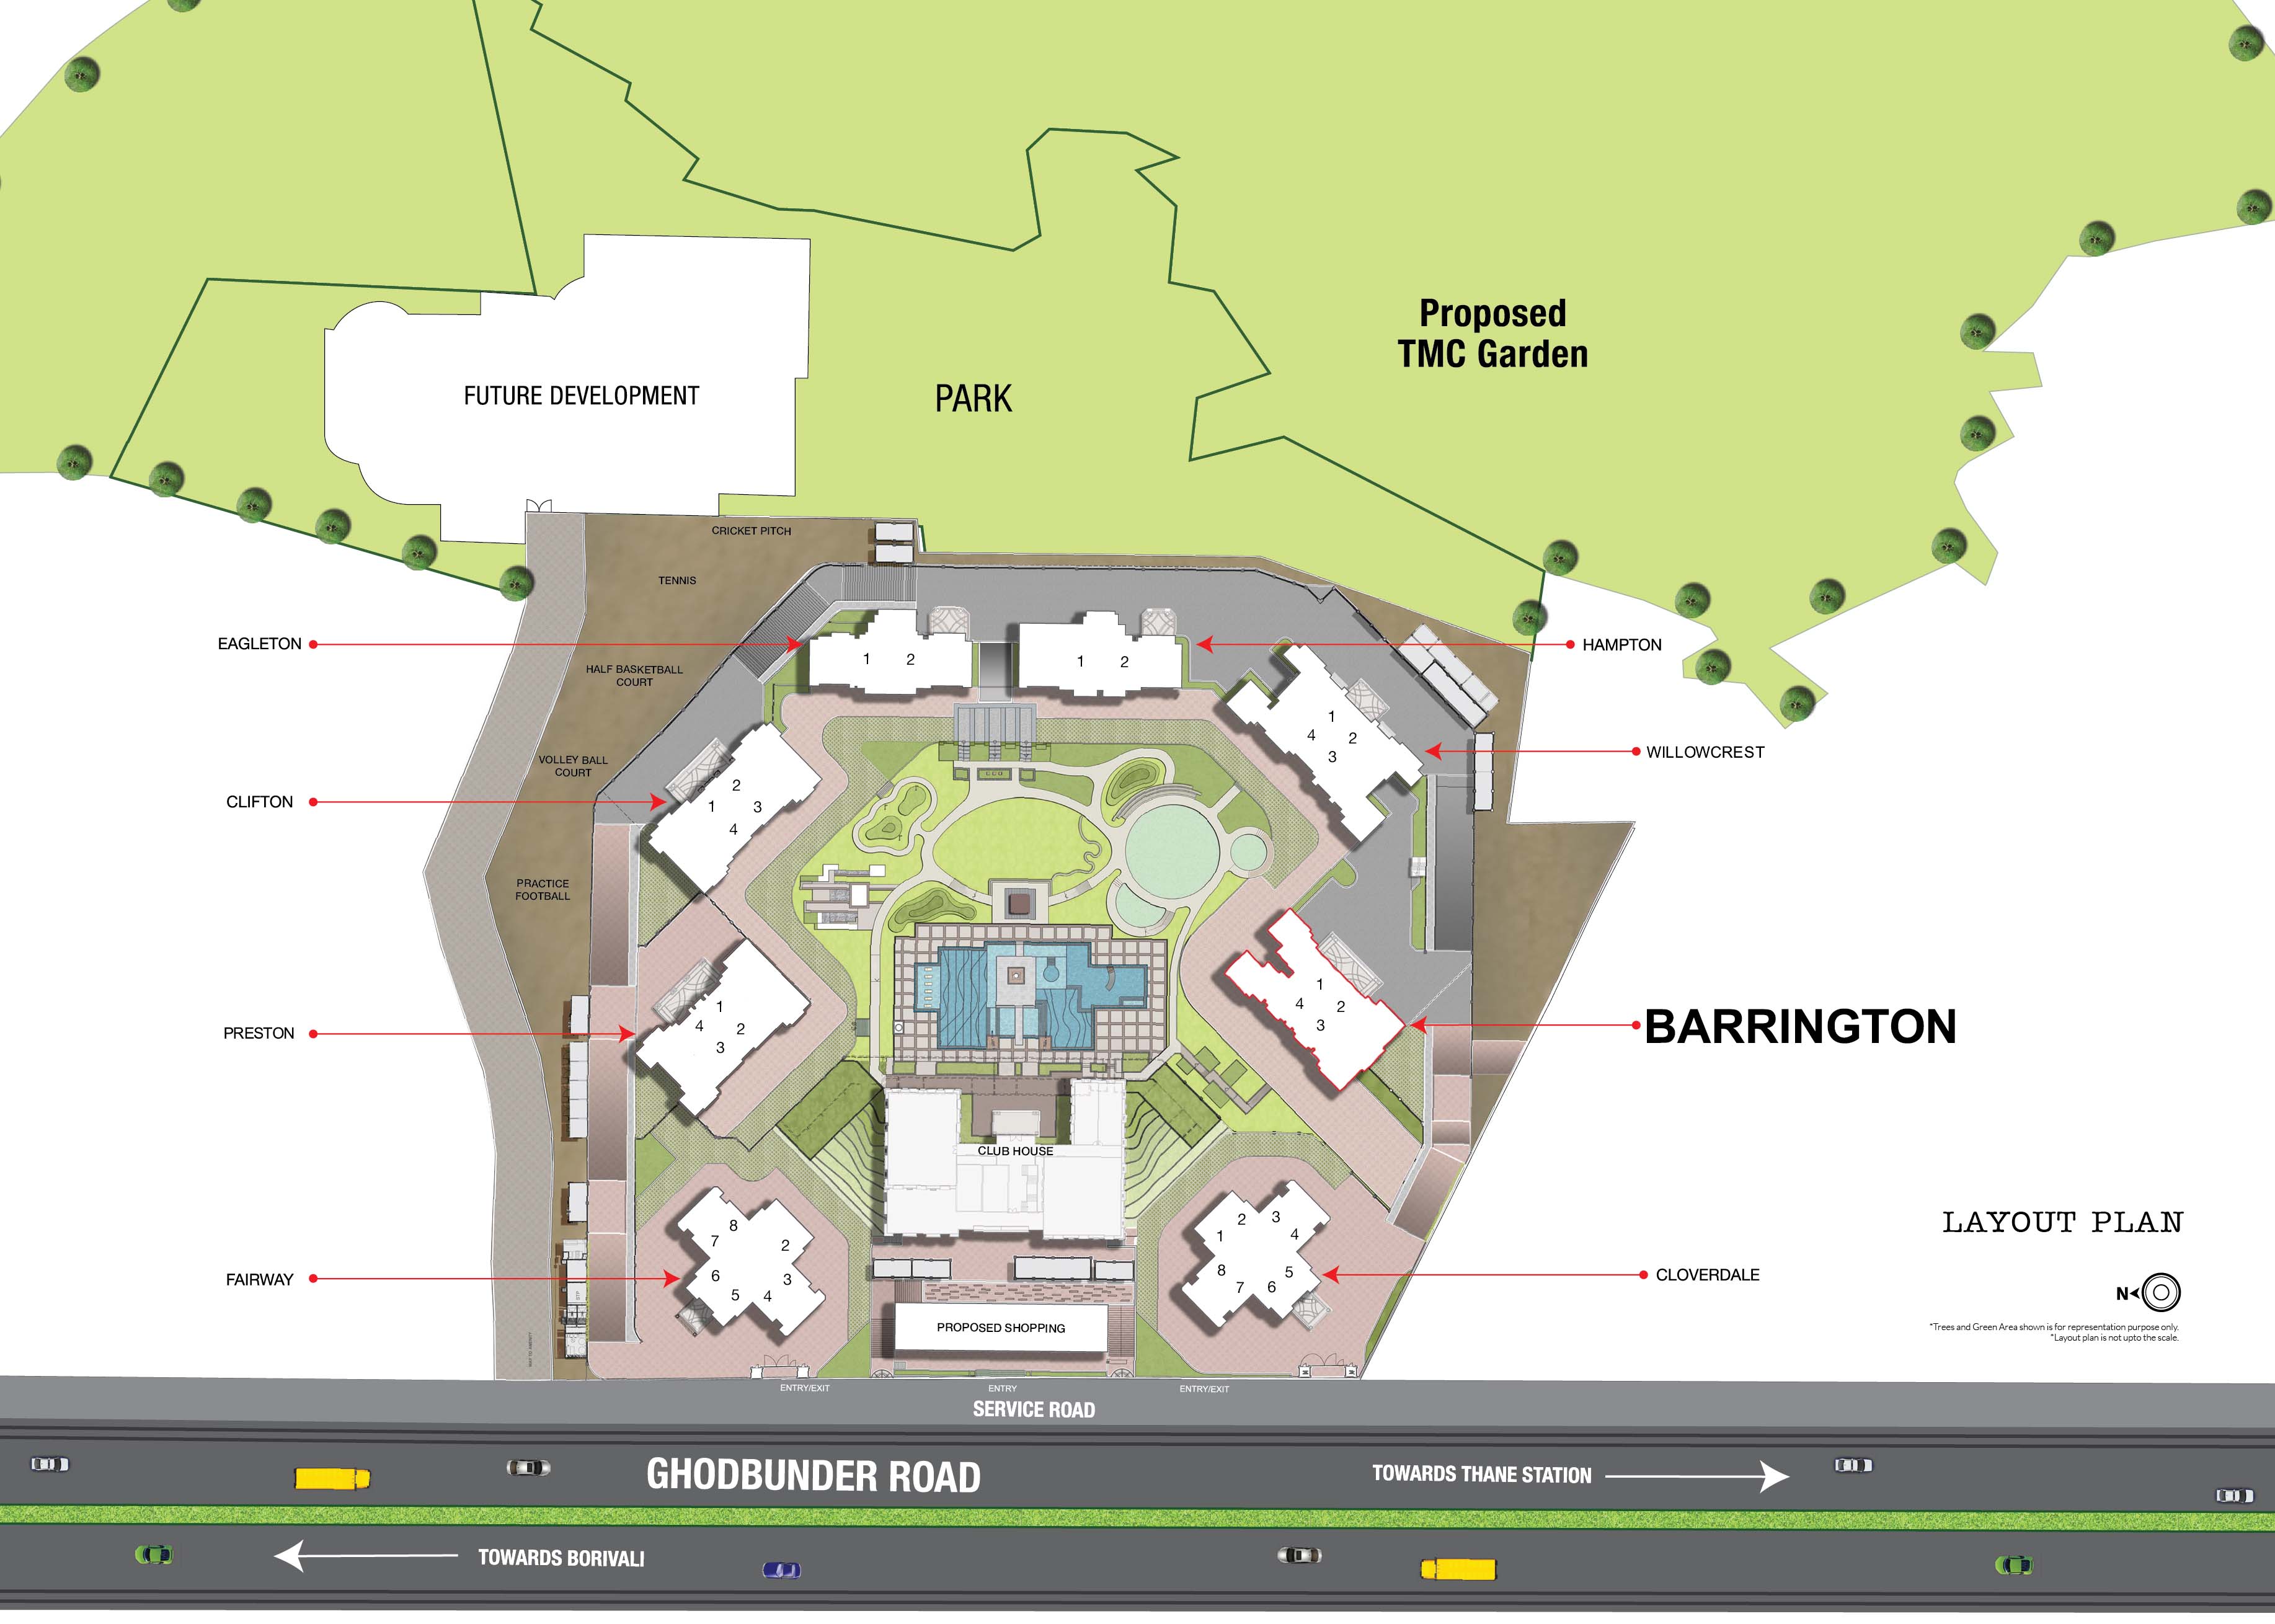 Proposed
TMC Garden
FUTURE DEVELOPMENT
PARK
CRICKET PITCH
TENNIS
EAGLETON
1 2
1 2
HAMPTON
HALF BASKETBALL
COURT
1
4 2
3
WILLOWCREST
VOLLEY BALL
COURT
CLIFTON
2
1 3
4
PRACTICE
FOOTBALL
PRESTON
1
4 2
3
1
4 2
3
BARRINGTON
CLUB HOUSE
FAIRWAY
8
7 2
6 3
5 4
2 3
1 4
8 5
7 6
CLOVERDALE
LAYOUT PLAN
N
PROPOSED SHOPPING
*Trees and Green Area shown is for representation purpose only.
*Layout plan is not upto the scale.
ENTRY/EXIT
ENTRY
ENTRY/EXIT
SERVICE ROAD
GHODBUNDER ROAD
TOWARDS THANE STATION
TOWARDS BORIVALI